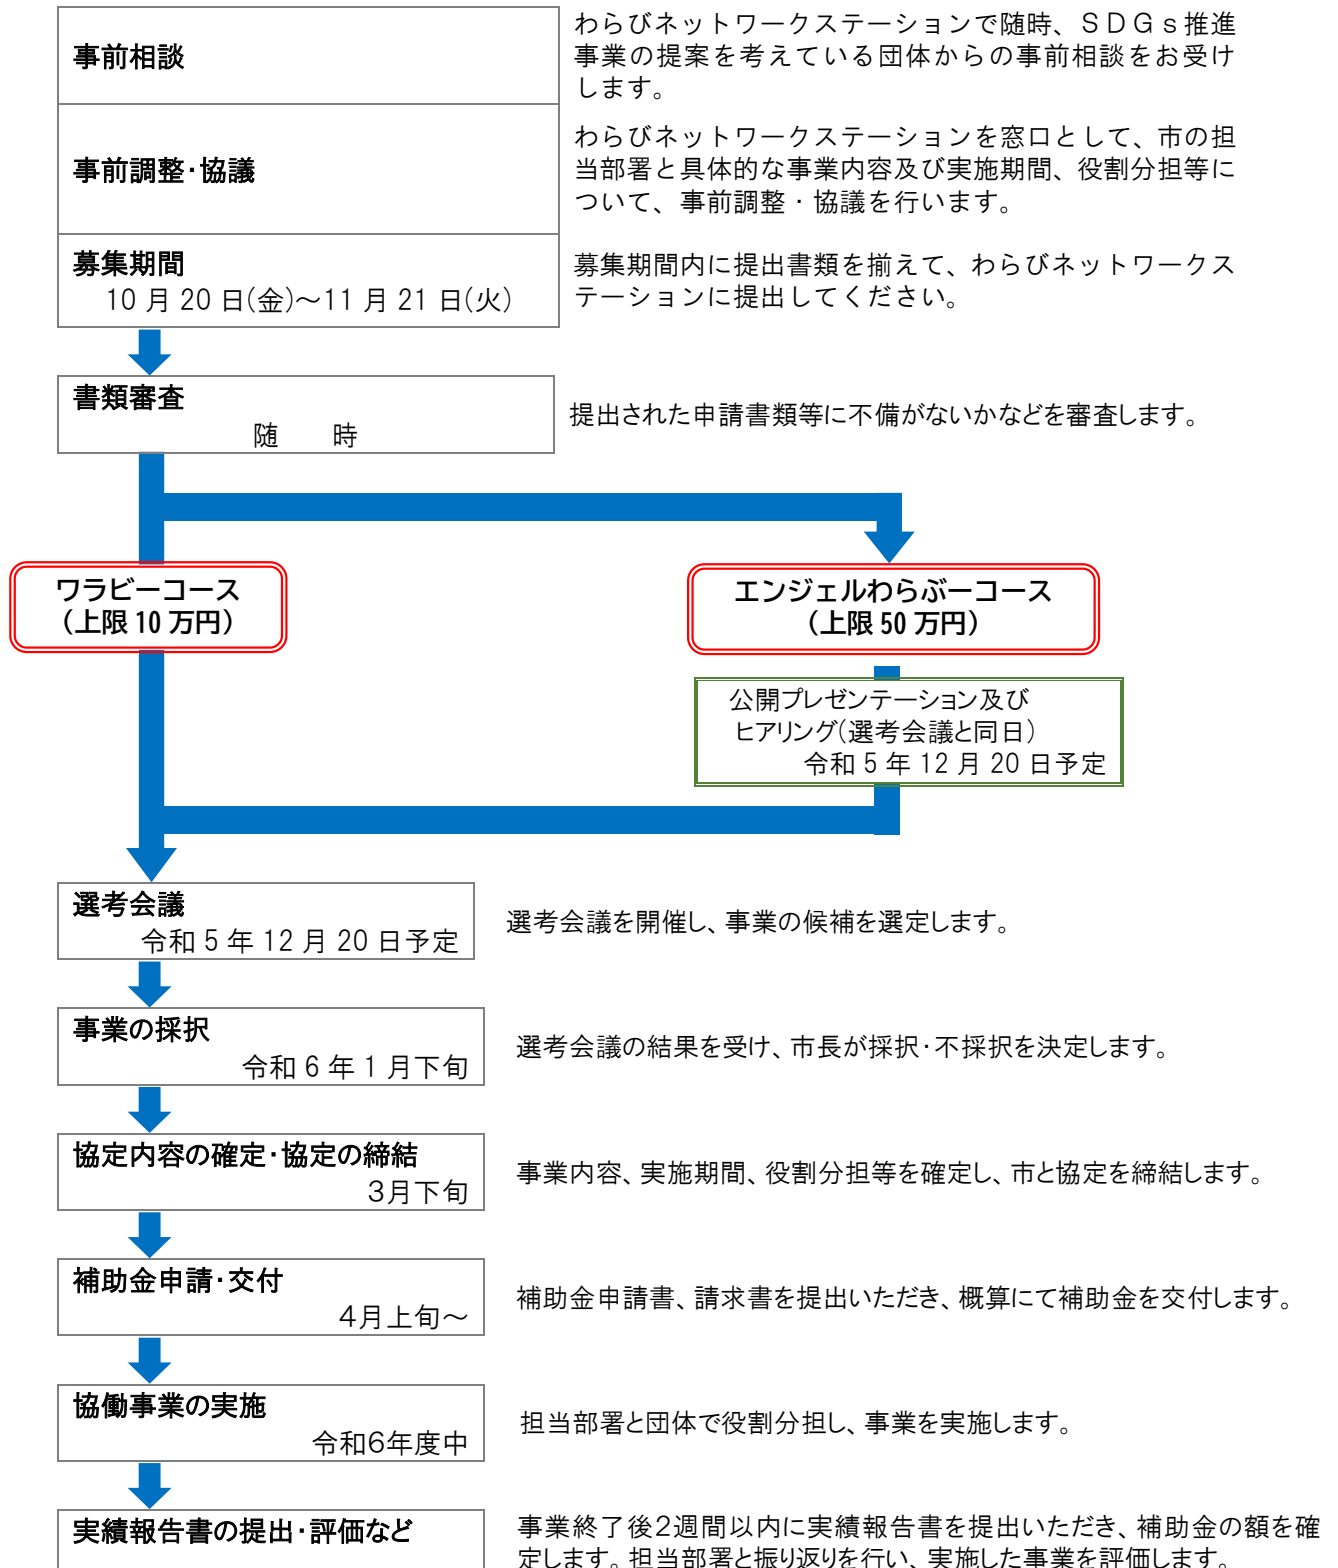 事前相談
わらびネットワークステーションで随時、ＳＤＧｓ推進
事業の提案を考えている団体からの事前相談をお受け
します。
事前調整・協議
わらびネットワークステーションを窓口として、市の担
当部署と具体的な事業内容及び実施期間、役割分担等に
ついて、事前調整・協議を行います。
募集期間
10 月 20 日(金)～11 月 21 日(火)
募集期間内に提出書類を揃えて、わらびネットワークス
テーションに提出してください。
書類審査
随　　時
提出された申請書類等に不備がないかなどを審査します。
ワラビーコース
（上限 10 万円）
エンジェルわらぶーコース
（上限 50 万円）
公開プレゼンテーション及び
ヒアリング(選考会議と同日)
令和 5 年 12 月 20 日予定
選考会議
令和 5 年 12 月 20 日予定
選考会議を開催し、事業の候補を選定します。
事業の採択
令和 6 年 1 月下旬
選考会議の結果を受け、市長が採択・不採択を決定します。
協定内容の確定・協定の締結
3月下旬
事業内容、実施期間、役割分担等を確定し、市と協定を締結します。
補助金申請・交付
4月上旬～
補助金申請書、請求書を提出いただき、概算にて補助金を交付します。
協働事業の実施
令和6年度中
担当部署と団体で役割分担し、事業を実施します。
実績報告書の提出・評価など
事業終了後2週間以内に実績報告書を提出いただき、補助金の額を確
定します。担当部署と振り返りを行い、実施した事業を評価します。